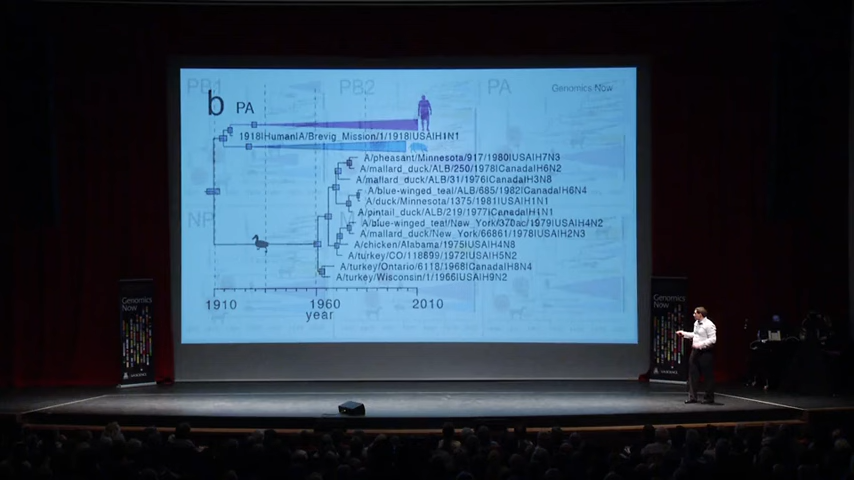 PB1 PB2 PA
Genomics Now
b PA
1918|Human|A/Brevig_Mission/1/1918|USA|H1N1
A/pheasant/Minnesota/917/1980|USA|H7N3
A/mallard_duck/ALB/250/1978|Canada|H6N2
A/mallard_duck/ALB/31/1976|Canada|H3N8
A/blue-winged_teal/ALB/685/1982|Canada|H6N4
A/duck/Minnesota/1375/1981|USA|H1N1
A/pintail_duck/ALB/219/1977|Canada|H1N1
A/blue-winged_teal/New_York/370ac/1979|USA|H4N2
A/mallard_duck/New_York/66861/1978|USA|H2N3
A/chicken/Alabama/1975|USA|H4N8
A/turkey/CO/118899/1972|USA|H5N2
A/turkey/Ontario/6118/1968|Canada|H8N4
A/turkey/Wisconsin/1/1966|USA|H9N2
NP
1910 1960 2010
year
Genomics
Now
Genomics
Now